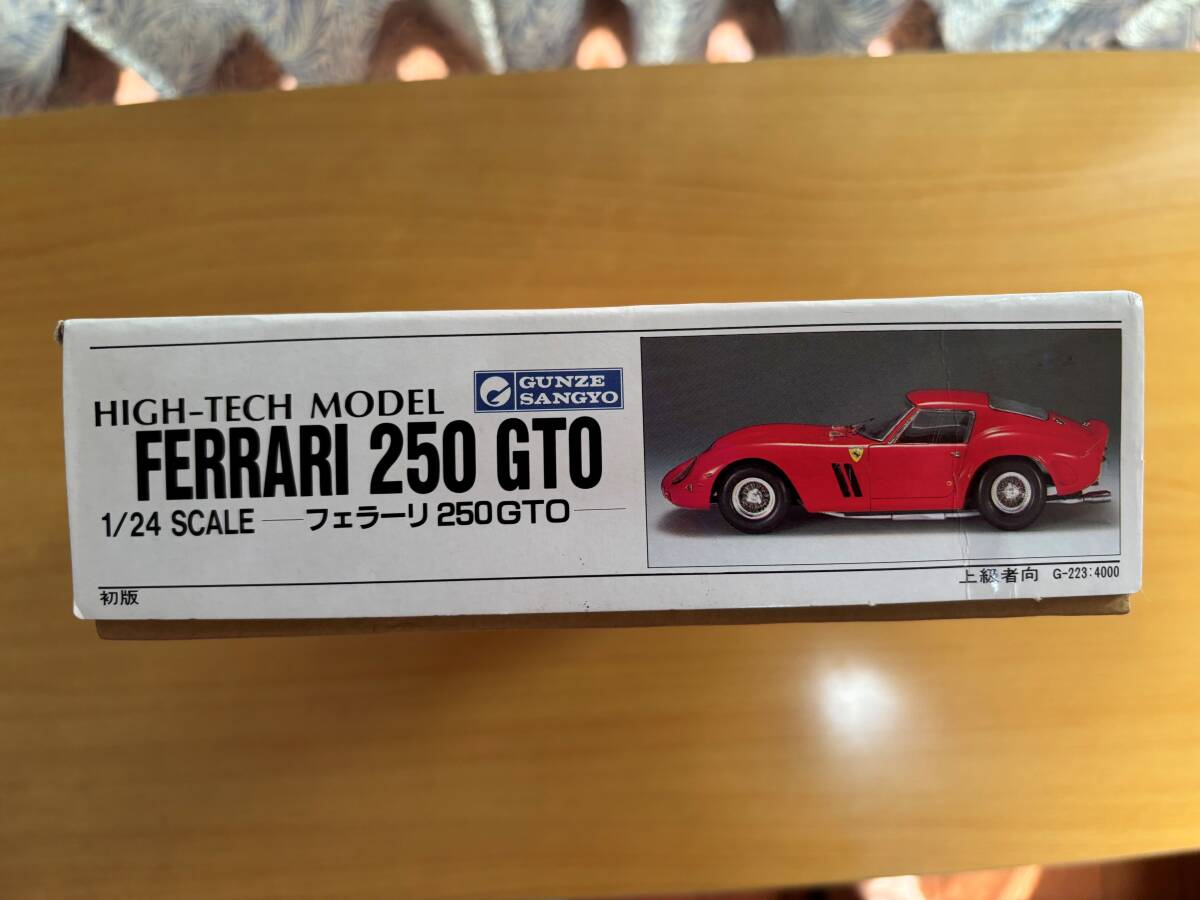 HIGH-TECH MODEL
GUNZE
SANGYO
FERRARI 250 GTO
1/24 SCALE — フェラーリ 250GTO —
初版
上級者向 G-223:4000